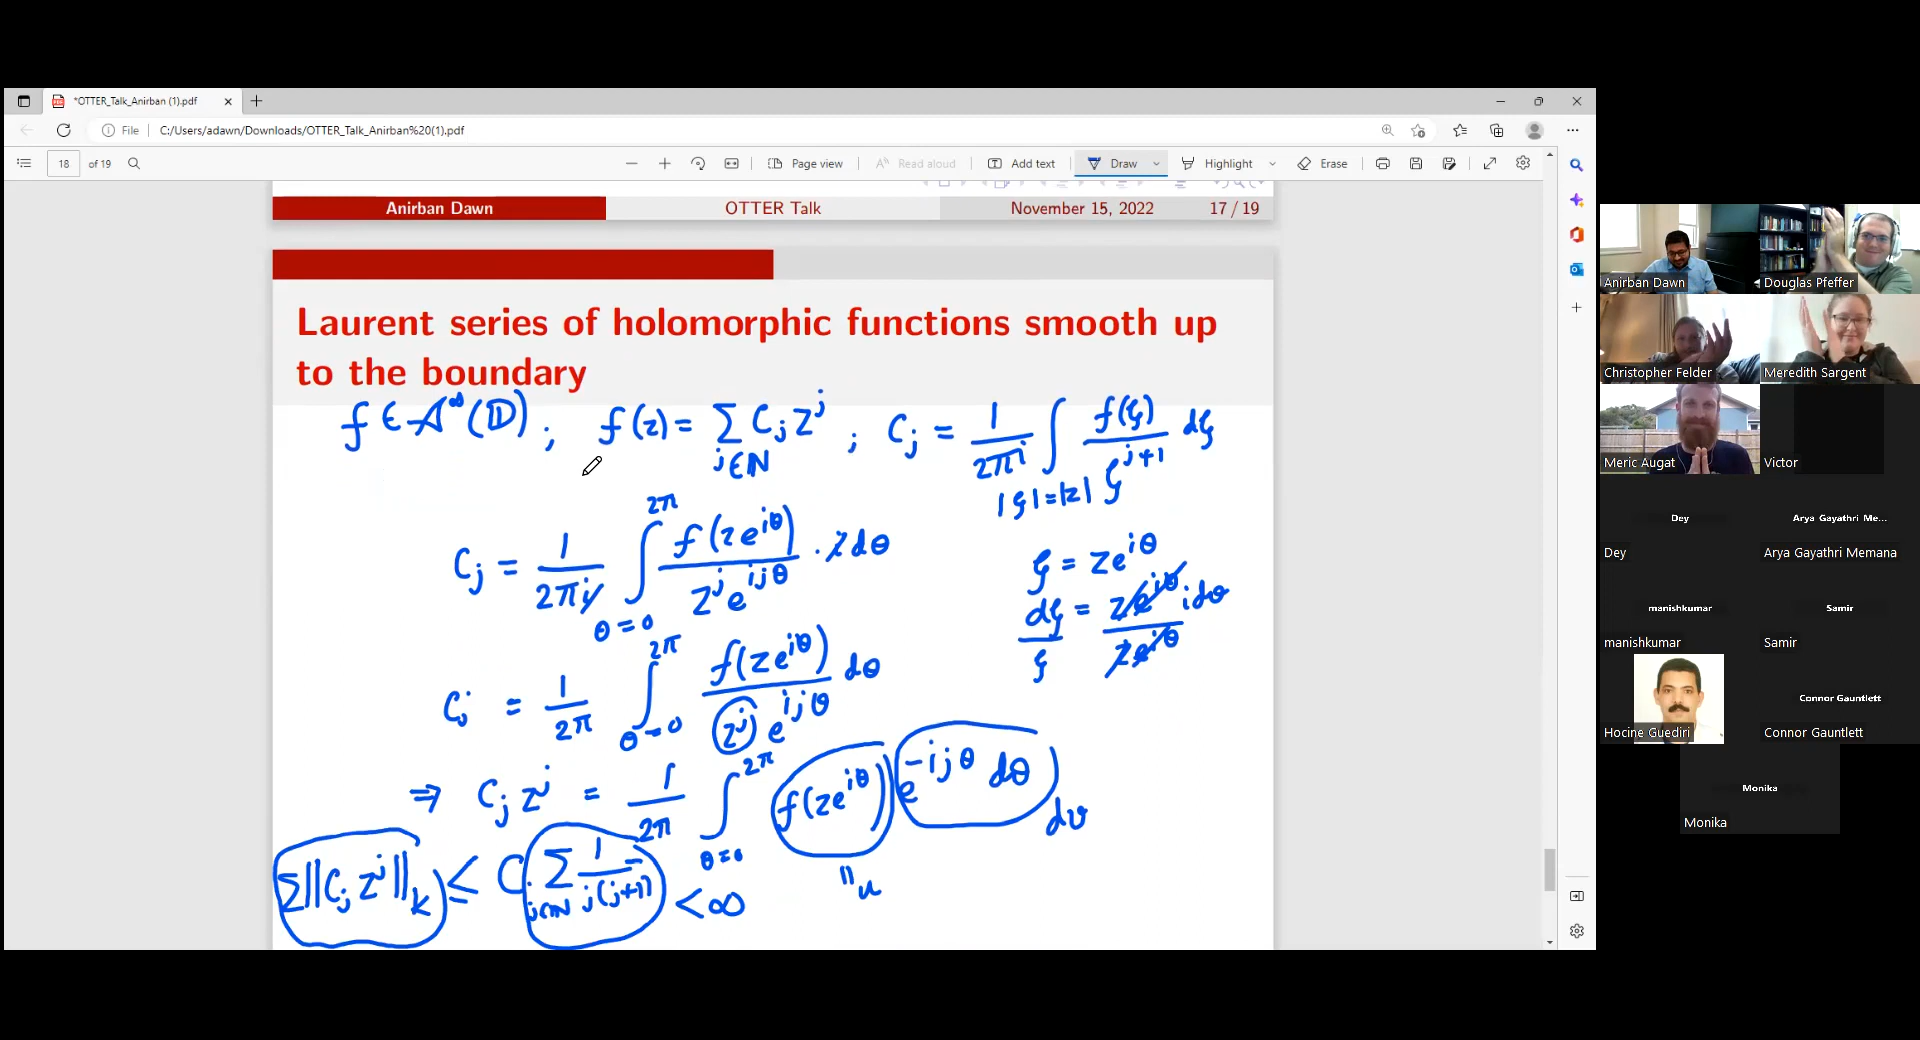 *OTTER_Talk_Anirban (1).pdf
File C:/Users/adawn/Downloads/OTTER_Talk_Anirban%20(1).pdf
18 of 19 Page view Read aloud Add text Draw Highlight Erase
Anirban Dawn OTTER Talk November 15, 2022 17 / 19
Laurent series of holomorphic functions smooth up
to the boundary
f ∈ A^∞(𝔻) ; f(z) = Σ_{j∈ℕ} C_j z^j ; C_j = 1/(2πi) ∫_{|ζ|=|z|} f(ζ)/ζ^{j+1} dζ
C_j = 1/(2πi) ∫_{θ=0}^{2π} f(ze^{iθ})/(z^j e^{ijθ}) · i dθ
ζ = ze^{iθ}
dζ/ζ = ze^{iθ} i dθ/ze^{iθ}
C_j = 1/2π ∫_{θ=0}^{2π} f(ze^{iθ})/(z^j e^{ijθ}) dθ
⇒ C_j z^j = 1/2π ∫_{θ=0}^{2π} f(ze^{iθ}) e^{-ijθ} dθ
dv
"u
Σ||C_j z^j||_k ≤ C Σ_{j∈ℕ} 1/j(j+1) < ∞
Anirban Dawn
Douglas Pfeffer
Christopher Felder
Meredith Sargent
Meric Augat
Victor
Dey
Dey
Arya Gayathri Me...
Arya Gayathri Memana
manishkumar
manishkumar
Samir
Samir
Hocine Guediri
Connor Gauntlett
Connor Gauntlett
Monika
Monika